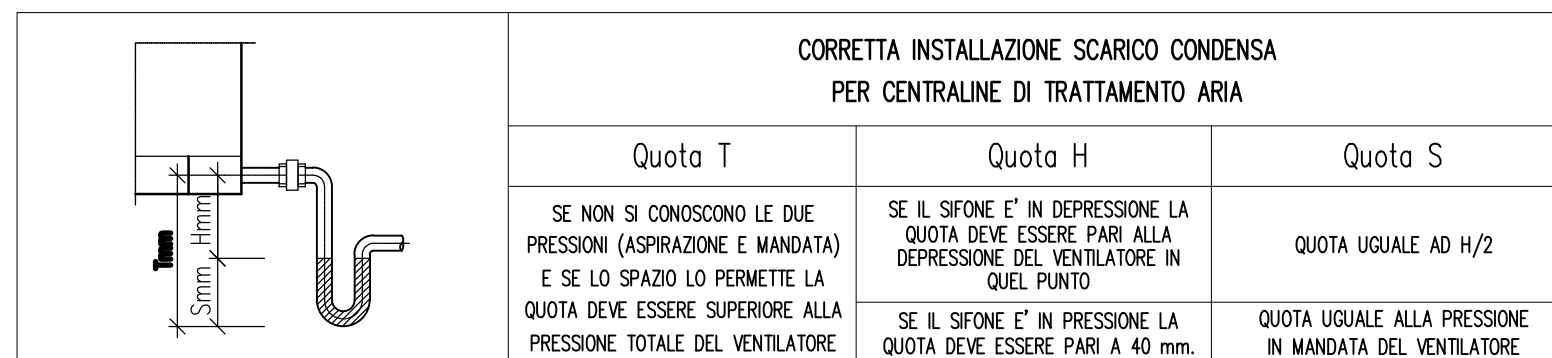 CORRETTA INSTALLAZIONE SCARICO CONDENSA
PER CENTRALINE DI TRATTAMENTO ARIA
Quota T
Quota H
Quota S
SE NON SI CONOSCONO LE DUE
PRESSIONI (ASPIRAZIONE E MANDATA)
E SE LO SPAZIO LO PERMETTE LA
QUOTA DEVE ESSERE SUPERIORE ALLA
PRESSIONE TOTALE DEL VENTILATORE
SE IL SIFONE E' IN DEPRESSIONE LA
QUOTA DEVE ESSERE PARI ALLA
DEPRESSIONE DEL VENTILATORE IN
QUEL PUNTO
QUOTA UGUALE AD H/2
SE IL SIFONE E' IN PRESSIONE LA
QUOTA DEVE ESSERE PARI A 40 mm.
QUOTA UGUALE ALLA PRESSIONE
IN MANDATA DEL VENTILATORE
Tmm
Hmm
Smm